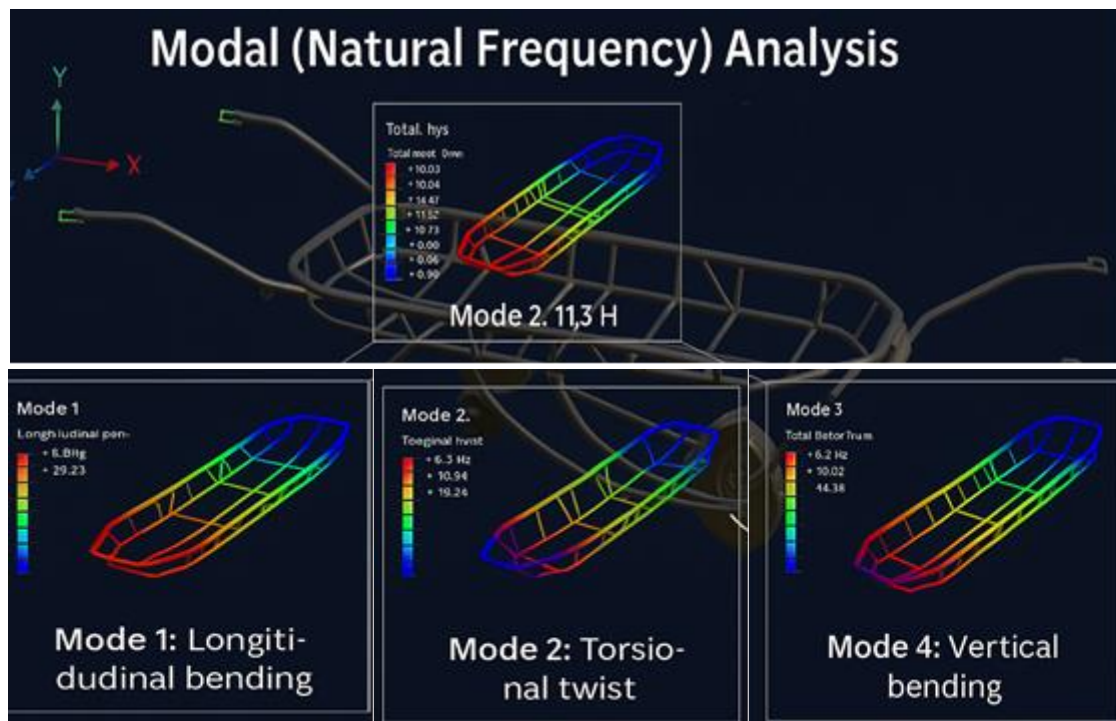 Modal (Natural Frequency) Analysis
Y
X
Total. hys
+10.03
+10.04
+14.47
+11.52
+10.73
+0.00
+0.06
+0.90
Mode 2. 11,3 H
Mode 1
+ 29.23
Mode 1: Longiti-
dudinal bending
Mode 2.
+ 6.3 Hz
+ 10.94
+ 19.24
Mode 2: Torsio-
nal twist
Mode 3
+ 6.2 Hz
+ 10.02
44.38
Mode 4: Vertical
bending